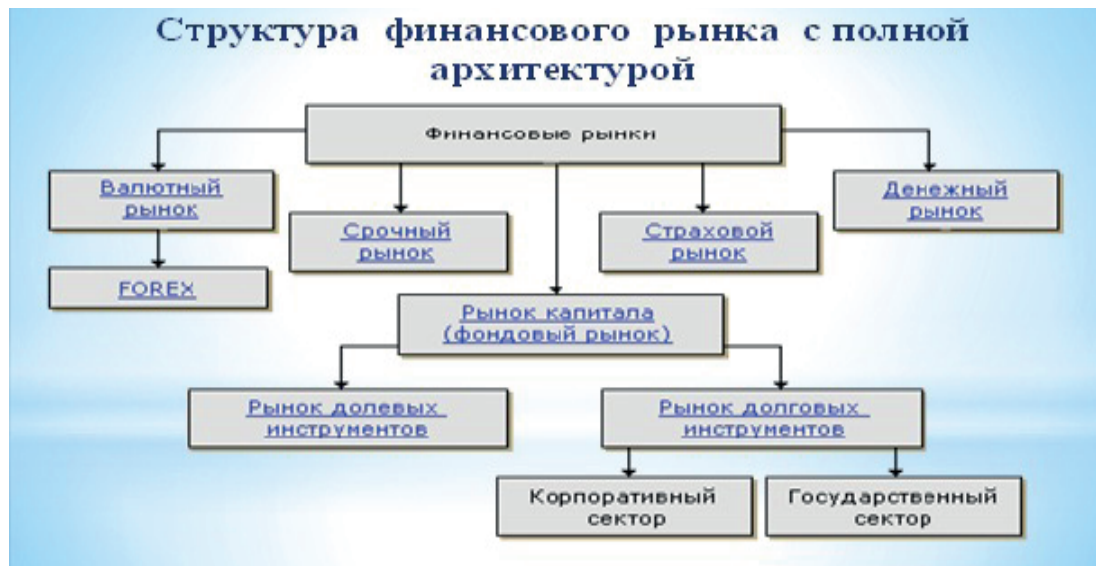 Структура финансового рынка с полной
архитектурой
Финансовые рынки
Валютный
рынок
Денежный
рынок
Срочный
рынок
Страховой
рынок
FOREX
Рынок капитала
(фондовый рынок)
Рынок долевых
инструментов
Рынок долговых
инструментов
Корпоративный
сектор
Государственный
сектор